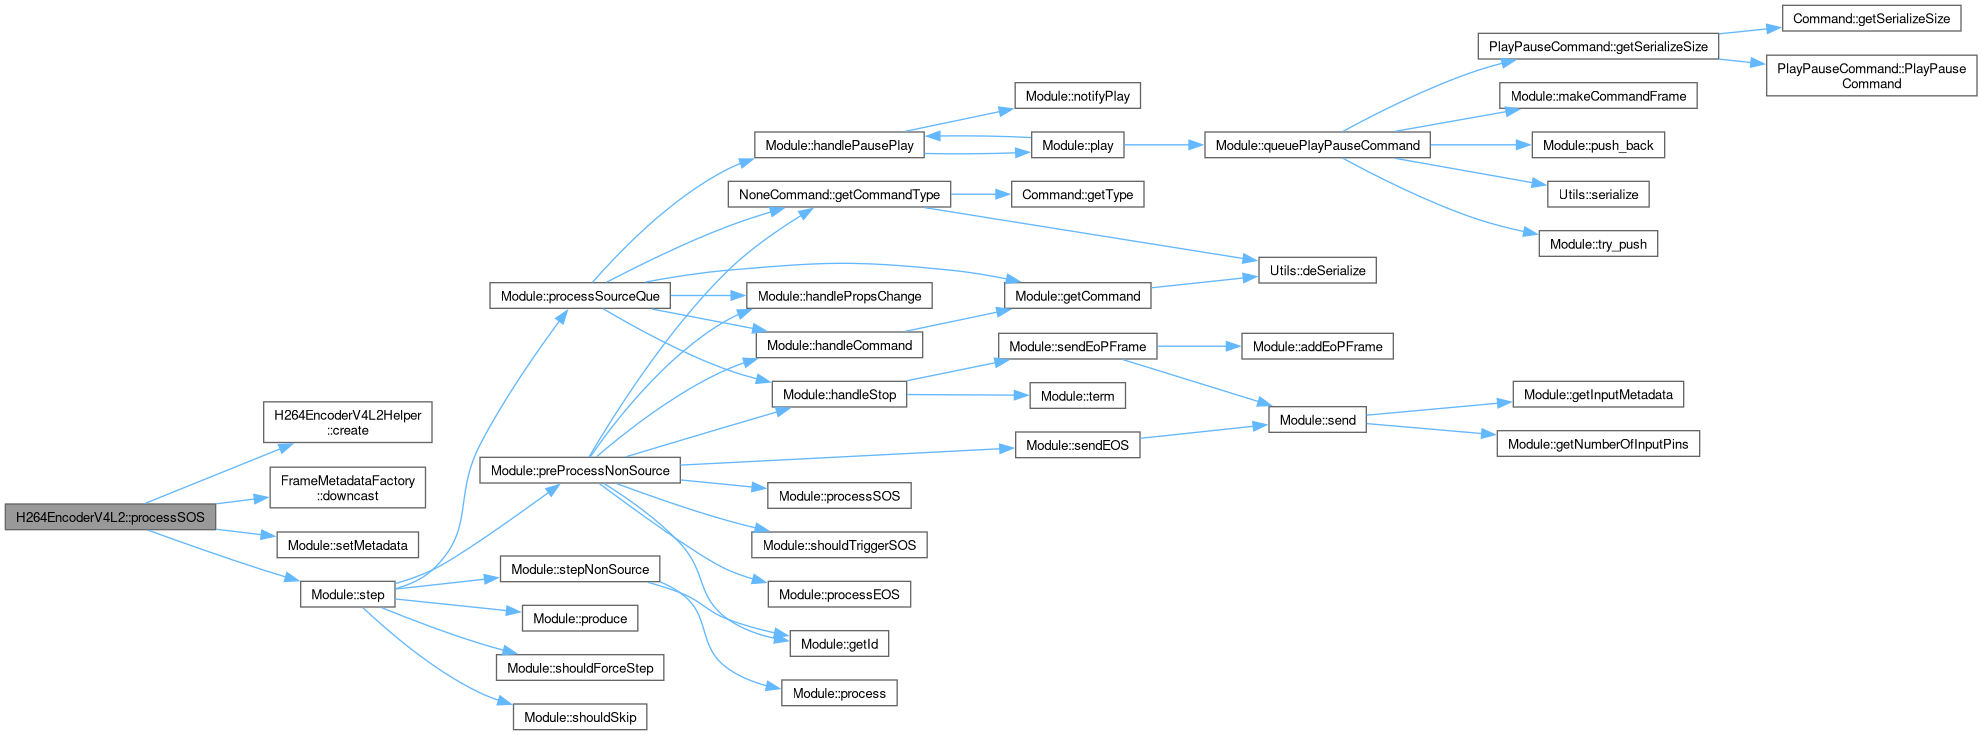 H264EncoderV4L2::processSOS
H264EncoderV4L2Helper
::create
FrameMetadataFactory
::downcast
Module::setMetadata
Module::step
Module::processSourceQue
Module::preProcessNonSource
Module::stepNonSource
Module::produce
Module::shouldForceStep
Module::shouldSkip
Module::handlePausePlay
NoneCommand::getCommandType
Module::handlePropsChange
Module::handleCommand
Module::handleStop
Module::processSOS
Module::shouldTriggerSOS
Module::processEOS
Module::getId
Module::process
Module::notifyPlay
Module::play
Command::getType
Module::getCommand
Module::sendEoPFrame
Module::term
Module::sendEOS
Module::queuePlayPauseCommand
Utils::deSerialize
Module::addEoPFrame
Module::send
PlayPauseCommand::getSerializeSize
Module::makeCommandFrame
Module::push_back
Utils::serialize
Module::try_push
Module::getInputMetadata
Module::getNumberOfInputPins
Command::getSerializeSize
PlayPauseCommand::PlayPause
Command